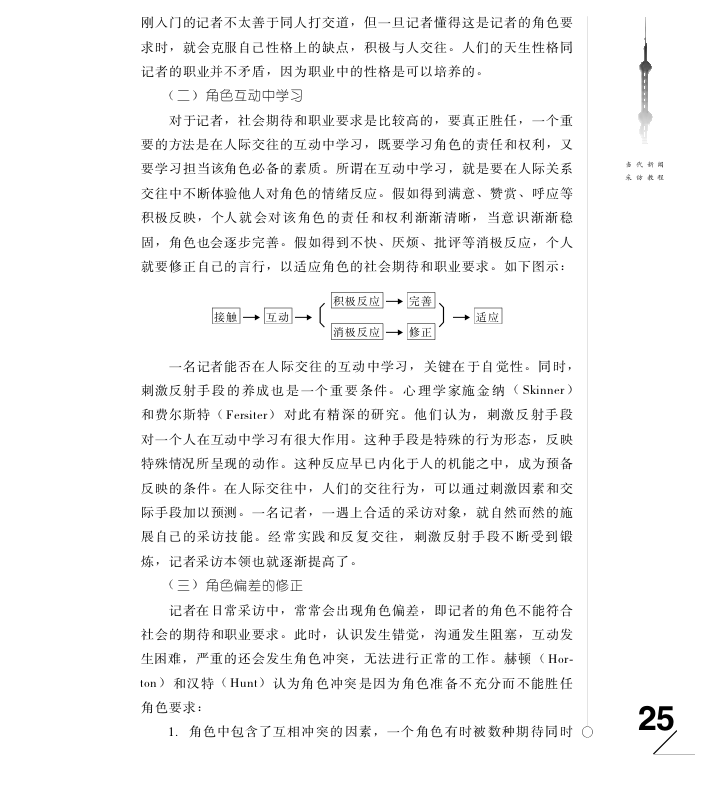 刚入门的记者不太善于同人打交道，但一旦记者懂得这是记者的角色要
求时，就会克服自己性格上的缺点，积极与人交往。人们的天生性格同
记者的职业并不矛盾，因为职业中的性格是可以培养的。
（二）角色互动中学习
对于记者，社会期待和职业要求是比较高的，要真正胜任，一个重
要的方法是在人际交往的互动中学习，既要学习角色的责任和权利，又
要学习担当该角色必备的素质。所谓在互动中学习，就是要在人际关系
交往中不断体验他人对角色的情绪反应。假如得到满意、赞赏、呼应等
积极反映，个人就会对该角色的责任和权利渐渐清晰，当意识渐渐稳
固，角色也会逐步完善。假如得到不快、厌烦、批评等消极反应，个人
就要修正自己的言行，以适应角色的社会期待和职业要求。如下图示：
积极反应 → 完善
接触 → 互动 → → 适应
消极反应 → 修正
一名记者能否在人际交往的互动中学习，关键在于自觉性。同时，
刺激反射手段的养成也是一个重要条件。心理学家施金纳（Skinner）
和费尔斯特（Fersiter）对此有精深的研究。他们认为，刺激反射手段
对一个人在互动中学习有很大作用。这种手段是特殊的行为形态，反映
特殊情况所呈现的动作。这种反应早已内化于人的机能之中，成为预备
反映的条件。在人际交往中，人们的交往行为，可以通过刺激因素和交
际手段加以预测。一名记者，一遇上合适的采访对象，就自然而然的施
展自己的采访技能。经常实践和反复交往，刺激反射手段不断受到锻
炼，记者采访本领也就逐渐提高了。
（三）角色偏差的修正
记者在日常采访中，常常会出现角色偏差，即记者的角色不能符合
社会的期待和职业要求。此时，认识发生错觉，沟通发生阻塞，互动发
生困难，严重的还会发生角色冲突，无法进行正常的工作。赫顿（Hor-
ton）和汉特（Hunt）认为角色冲突是因为角色准备不充分而不能胜任
角色要求：
1. 角色中包含了互相冲突的因素，一个角色有时被数种期待同时
当代新闻
采访教程
25